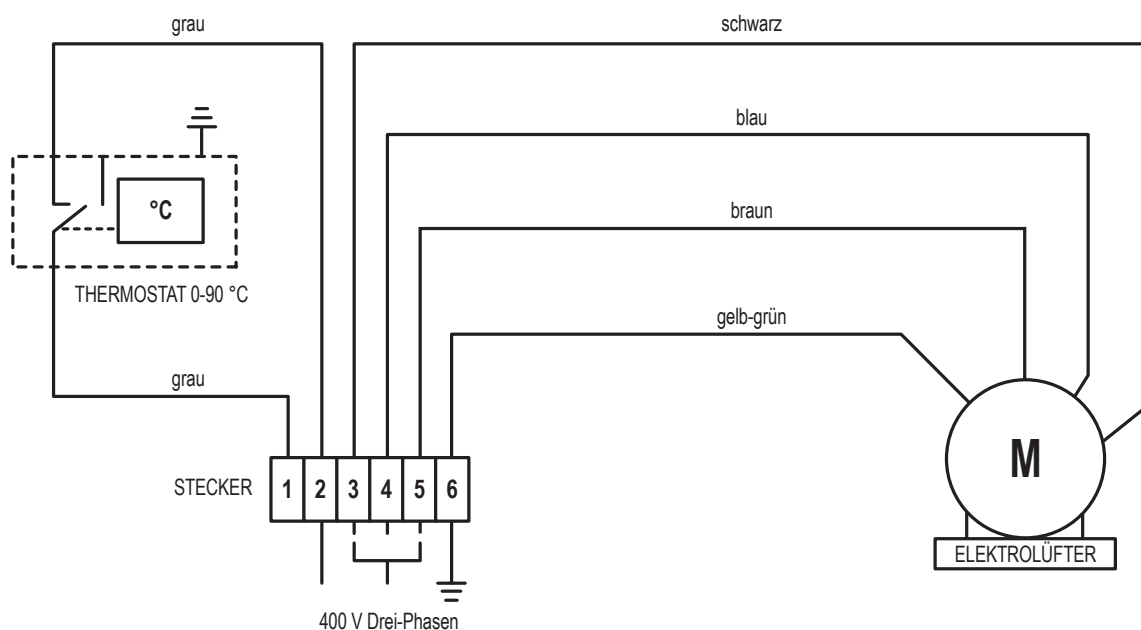 grau
schwarz
blau
°C
braun
THERMOSTAT 0-90 °C
gelb-grün
grau
M
STECKER 1 2 3 4 5 6
ELEKTROLÜFTER
400 V Drei-Phasen